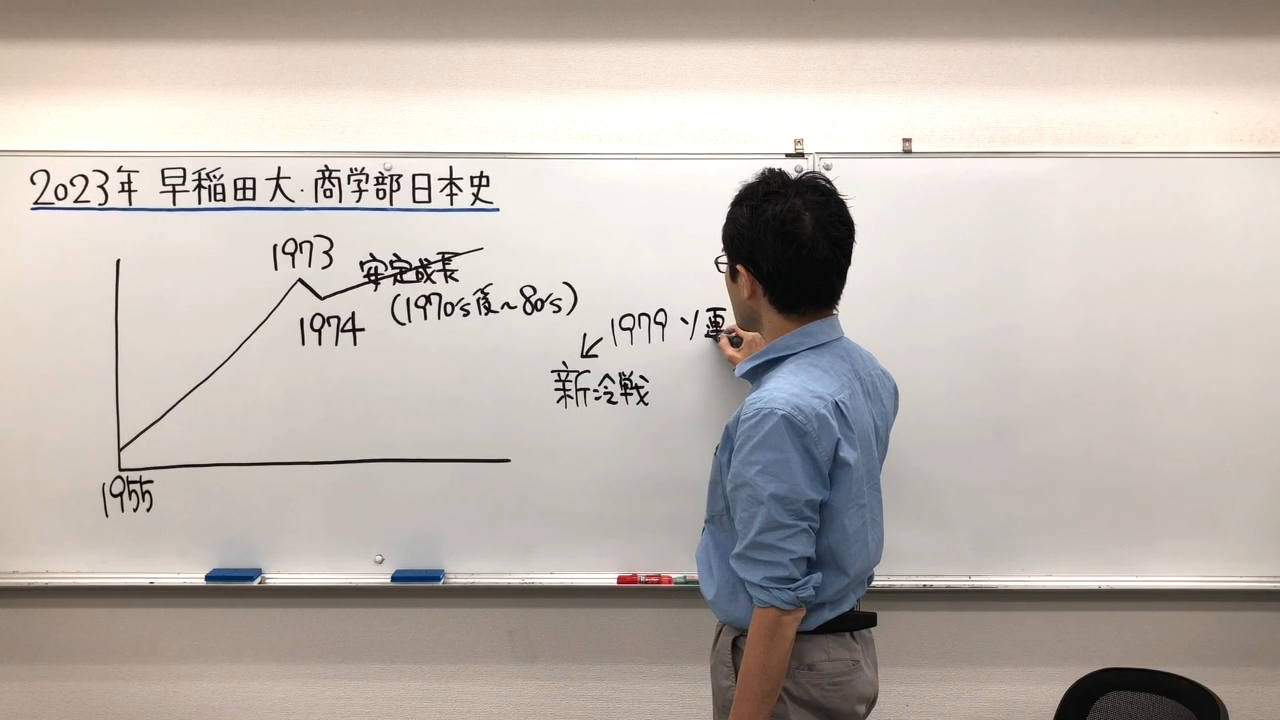 2023年 早稲田大・商学部日本史
1973
安定成長
(1970's後～80's)
1974
1979 ソ連
新冷戦
1955